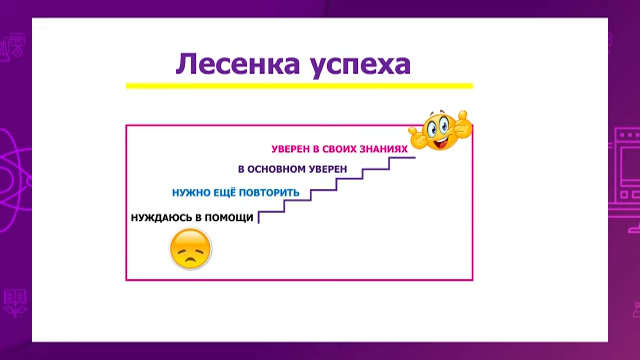 Лесенка успеха
УВЕРЕН В СВОИХ ЗНАНИЯХ
В ОСНОВНОМ УВЕРЕН
НУЖНО ЕЩЁ ПОВТОРИТЬ
НУЖДАЮСЬ В ПОМОЩИ